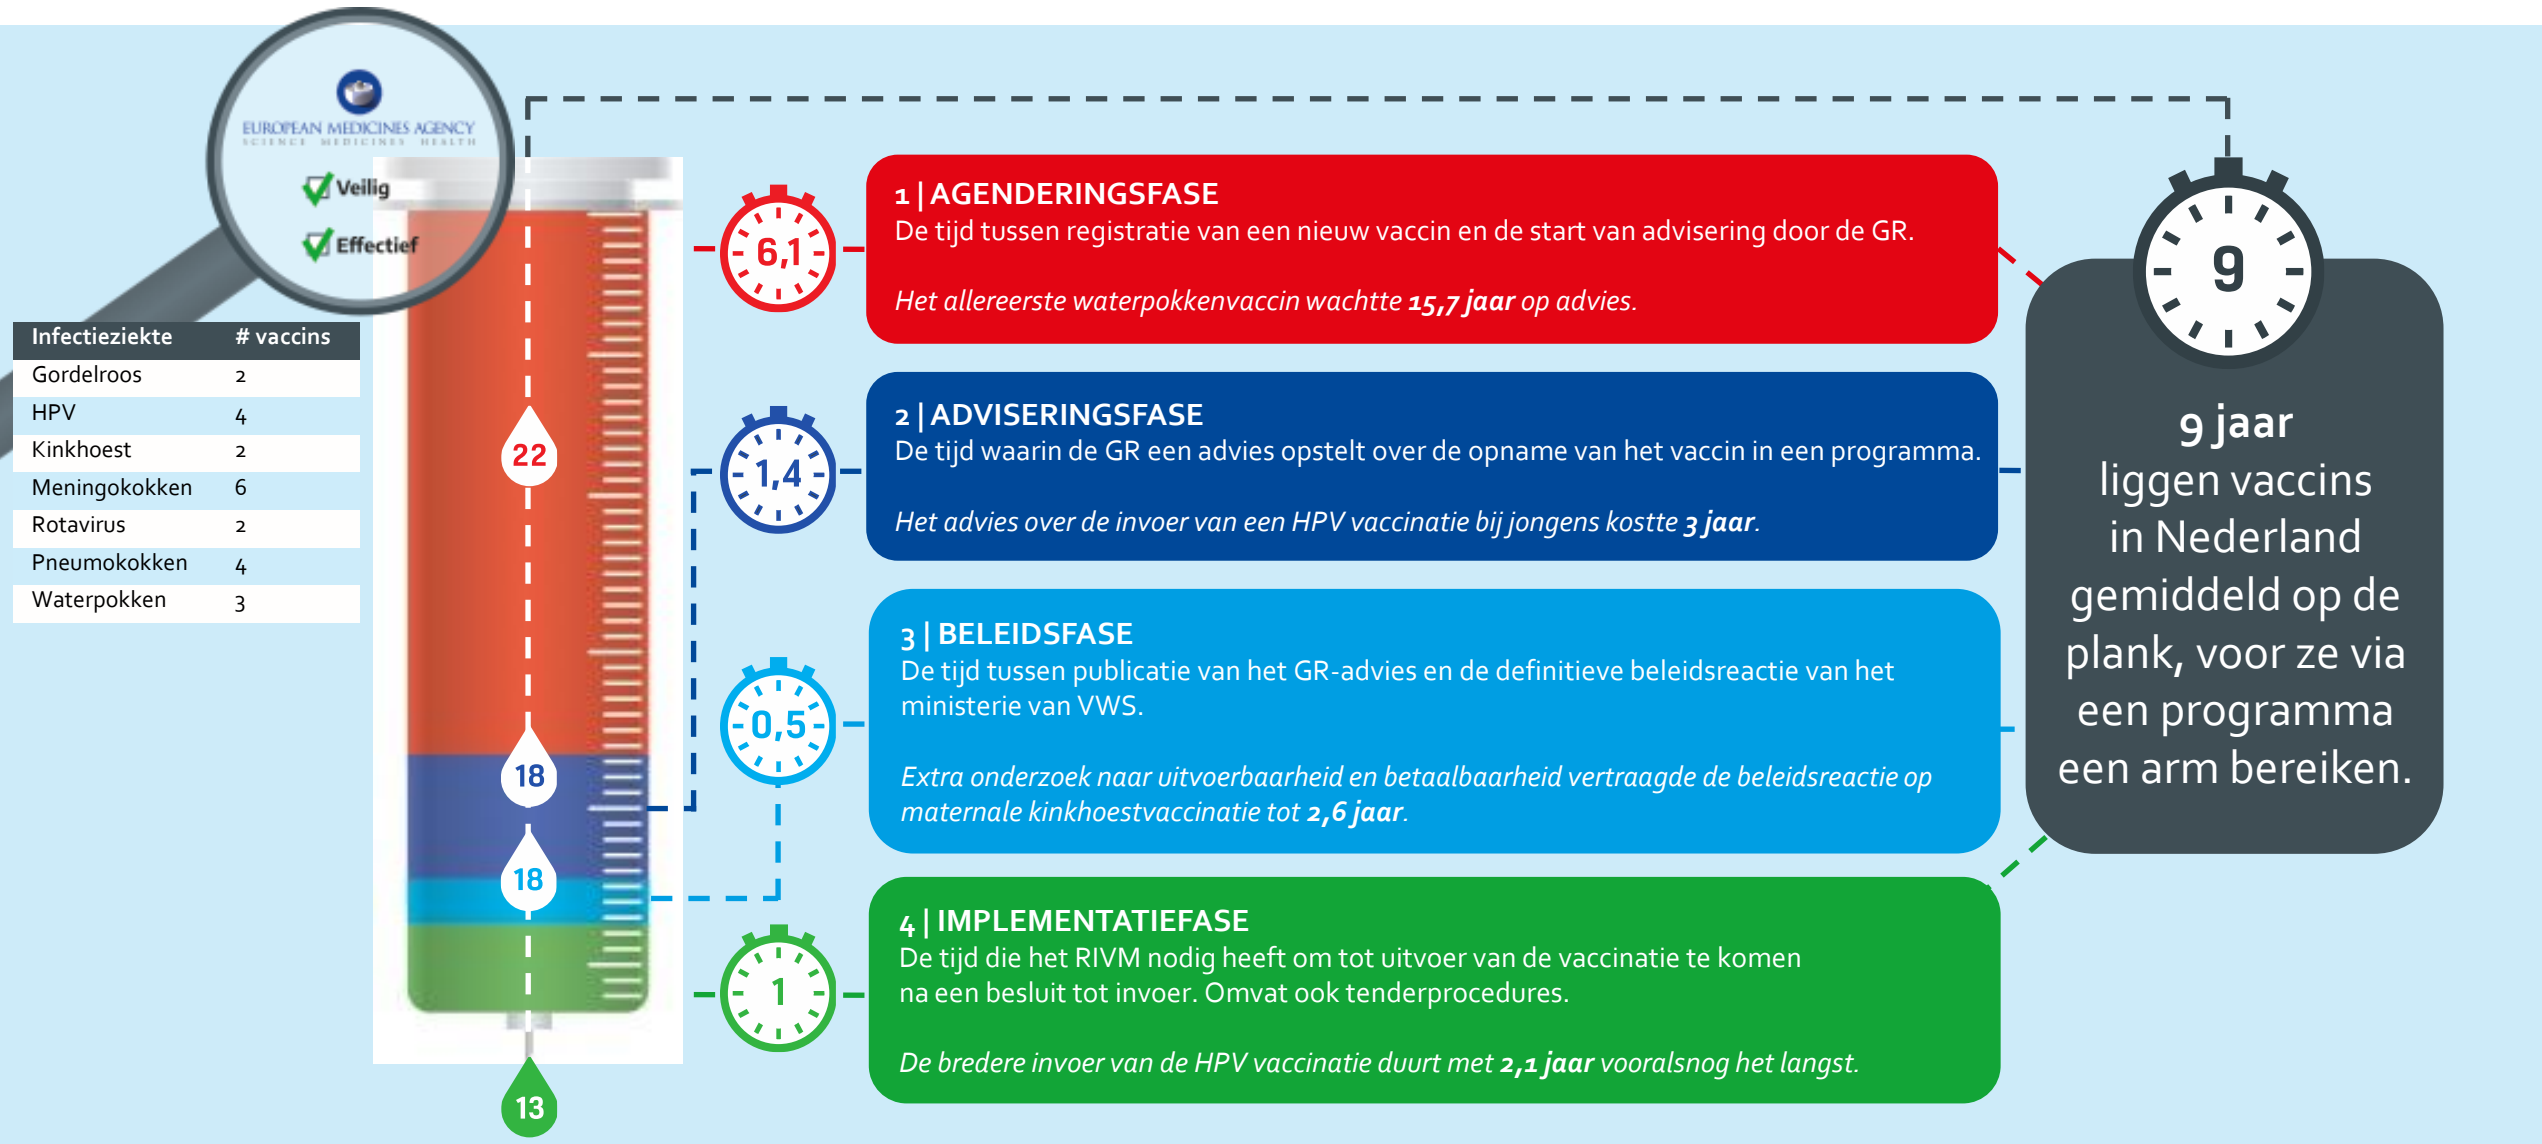 EUROPEAN MEDICINES AGENCY
SCIENCE MEDICINES HEALTH
Veilig
Effectief
Infectieziekte # vaccins
Gordelroos 2
HPV 4
Kinkhoest 2
Meningokokken 6
Rotavirus 2
Pneumokokken 4
Waterpokken 3
22
18
18
13
6,1
1 | AGENDERINGSFASE
De tijd tussen registratie van een nieuw vaccin en de start van advisering door de GR.
Het allereerste waterpokkenvaccin wachtte 15,7 jaar op advies.
1,4
2 | ADVISERINGSFASE
De tijd waarin de GR een advies opstelt over de opname van het vaccin in een programma.
Het advies over de invoer van een HPV vaccinatie bij jongens kostte 3 jaar.
0,5
3 | BELEIDSFASE
De tijd tussen publicatie van het GR-advies en de definitieve beleidsreactie van het
ministerie van VWS.
Extra onderzoek naar uitvoerbaarheid en betaalbaarheid vertraagde de beleidsreactie op
maternale kinkhoestvaccinatie tot 2,6 jaar.
1
4 | IMPLEMENTATIEFASE
De tijd die het RIVM nodig heeft om tot uitvoer van de vaccinatie te komen
na een besluit tot invoer. Omvat ook tenderprocedures.
De bredere invoer van de HPV vaccinatie duurt met 2,1 jaar vooralsnog het langst.
9
9 jaar
liggen vaccins
in Nederland
gemiddeld op de
plank, voor ze via
een programma
een arm bereiken.